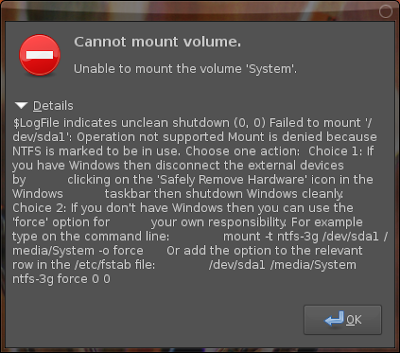 Cannot mount volume.
Unable to mount the volume 'System'.
Details
$LogFile indicates unclean shutdown (0, 0) Failed to mount '/
dev/sda1': Operation not supported Mount is denied because
NTFS is marked to be in use. Choose one action:  Choice 1: If
you have Windows then disconnect the external devices
by clicking on the 'Safely Remove Hardware' icon in the
Windows taskbar then shutdown Windows cleanly.
Choice 2: If you don't have Windows then you can use the
'force' option for your own responsibility. For example
type on the command line: mount -t ntfs-3g /dev/sda1 /
media/System -o force Or add the option to the relevant
row in the /etc/fstab file: /dev/sda1 /media/System
ntfs-3g force 0 0
OK